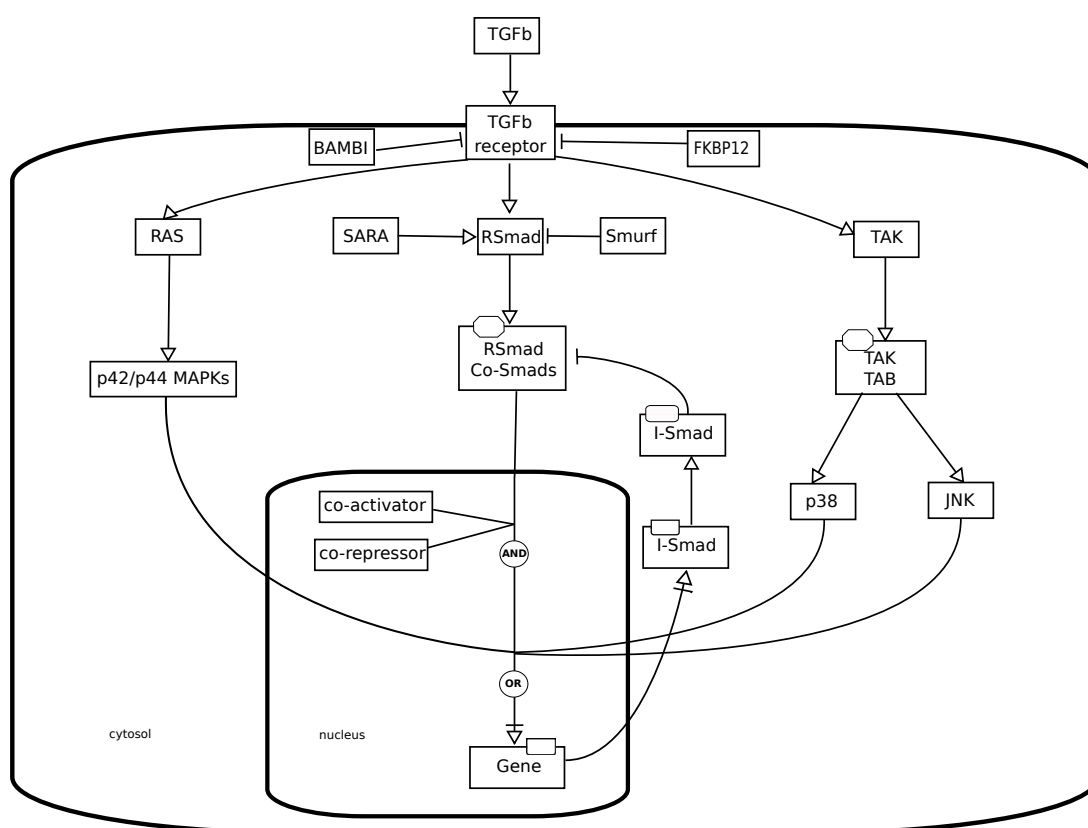 TGFb
TGFb
receptor
BAMBI
FKBP12
RAS
SARA
RSmad
Smurf
TAK
RSmad
Co-Smads
TAK
TAB
p42/p44 MAPKs
I-Smad
co-activator
p38
JNK
co-repressor
AND
I-Smad
OR
cytosol
nucleus
Gene